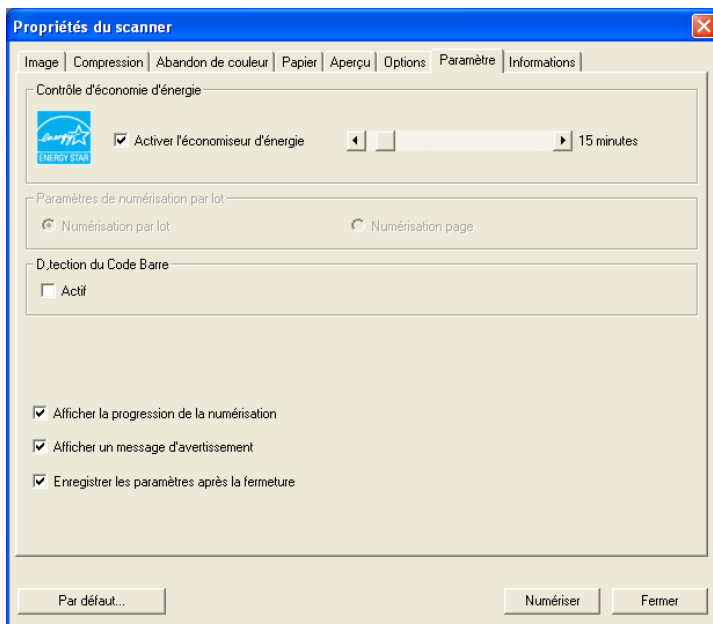 Propriétés du scanner
Image Compression Abandon de couleur Papier Aperçu Options Paramètre Informations
Contrôle d'économie d'énergie
energy
ENERGY STAR
Activer l'économiseur d'énergie 15 minutes
Paramètres de numérisation par lot
Numérisation par lot Numérisation page
D‚tection du Code Barre
Actif
Afficher la progression de la numérisation
Afficher un message d'avertissement
Enregistrer les paramètres après la fermeture
Par défaut... Numériser Fermer